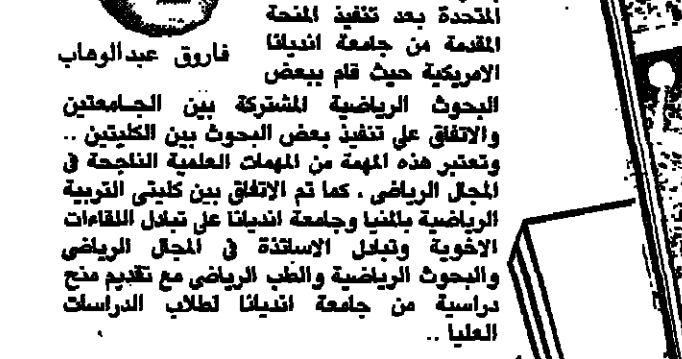 المتحدة بعد تنفيذ المنحة
المقدمة من جامعة انديانا
فاروق عبدالوهاب
الامريكية حيث قام ببعض
البحوث الرياضية المشتركة بين الجامعتين
والاتفاق على تنفيذ بعض البحوث بين الكليتين ..
وتعتبر هذه المهمة من المهمات العلمية الناجحة في
المجال الرياضى . كما تم الاتفاق بين كليتى التربية
الرياضية بالمنيا وجامعة انديانا على تبادل اللقاءات
الاخوية وتبادل الاساتذة في المجال الرياضى
والبحوث الرياضية والطب الرياضى مع تقديم منح
دراسية من جامعة انديانا لطلاب الدراسات
العليا ..